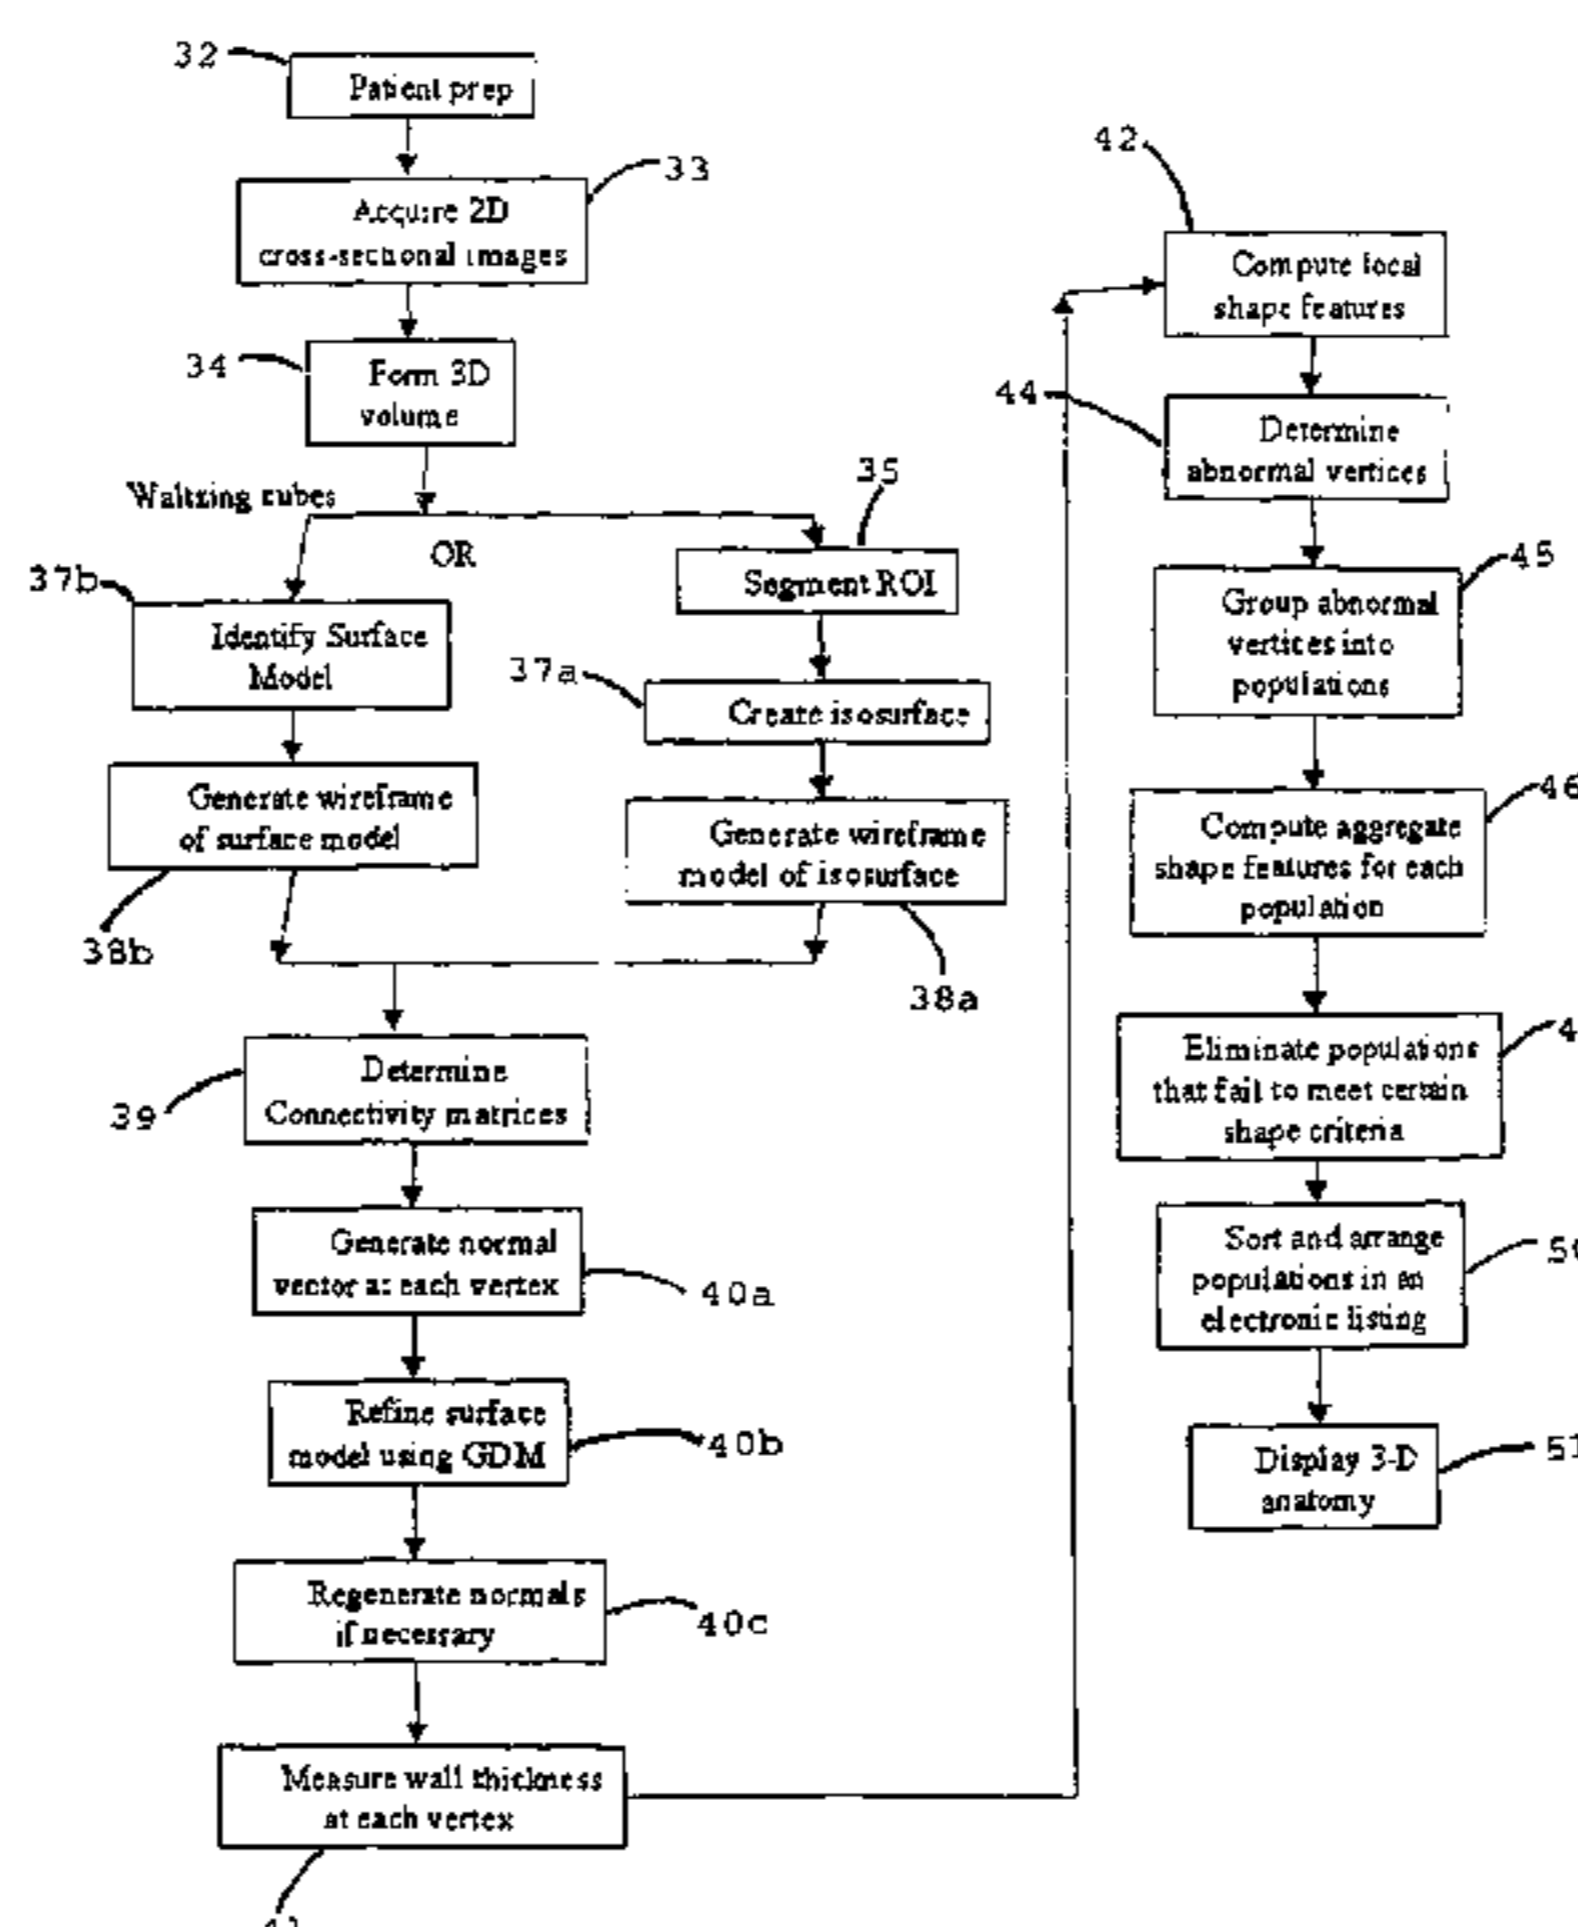 32
Patient prep
33
Acquire 2D
cross-sectional images
34
Form 3D
volume
Waltzing cubes
OR
35
Segment ROI
37b
Identify Surface
Model
37a
Create isosurface
Generate wireframe
of surface model
38b
Generate wireframe
model of isosurface
38a
39
Determine
Connectivity matrices
Generate normal
vector at each vertex
40a
Refine surface
model using GDM
40b
Regenerate normals
if necessary
40c
Measure wall thickness
at each vertex
42
Compute local
shape features
44
Determine
abnormal vertices
45
Group abnormal
vertices into
populations
46
Compute aggregate
shape features for each
population
4
Eliminate populations
that fail to meet certain
shape criteria
Sort and arrange
populations in an
electronic listing
51
Display 3-D
anatomy